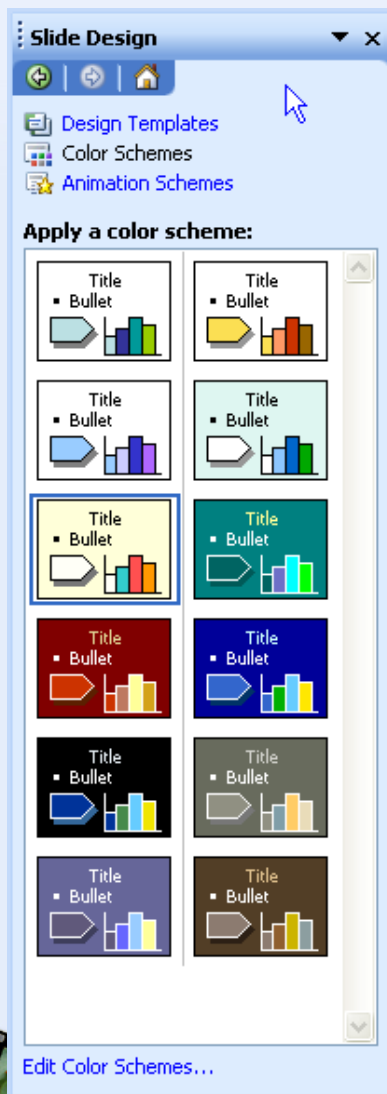 Slide Design
Design Templates
Color Schemes
Animation Schemes
Apply a color scheme:
Title
Bullet
Title
Bullet
Title
Bullet
Title
Bullet
Title
Bullet
Title
Bullet
Title
Bullet
Title
Bullet
Title
Bullet
Title
Bullet
Title
Bullet
Title
Bullet
Edit Color Schemes...